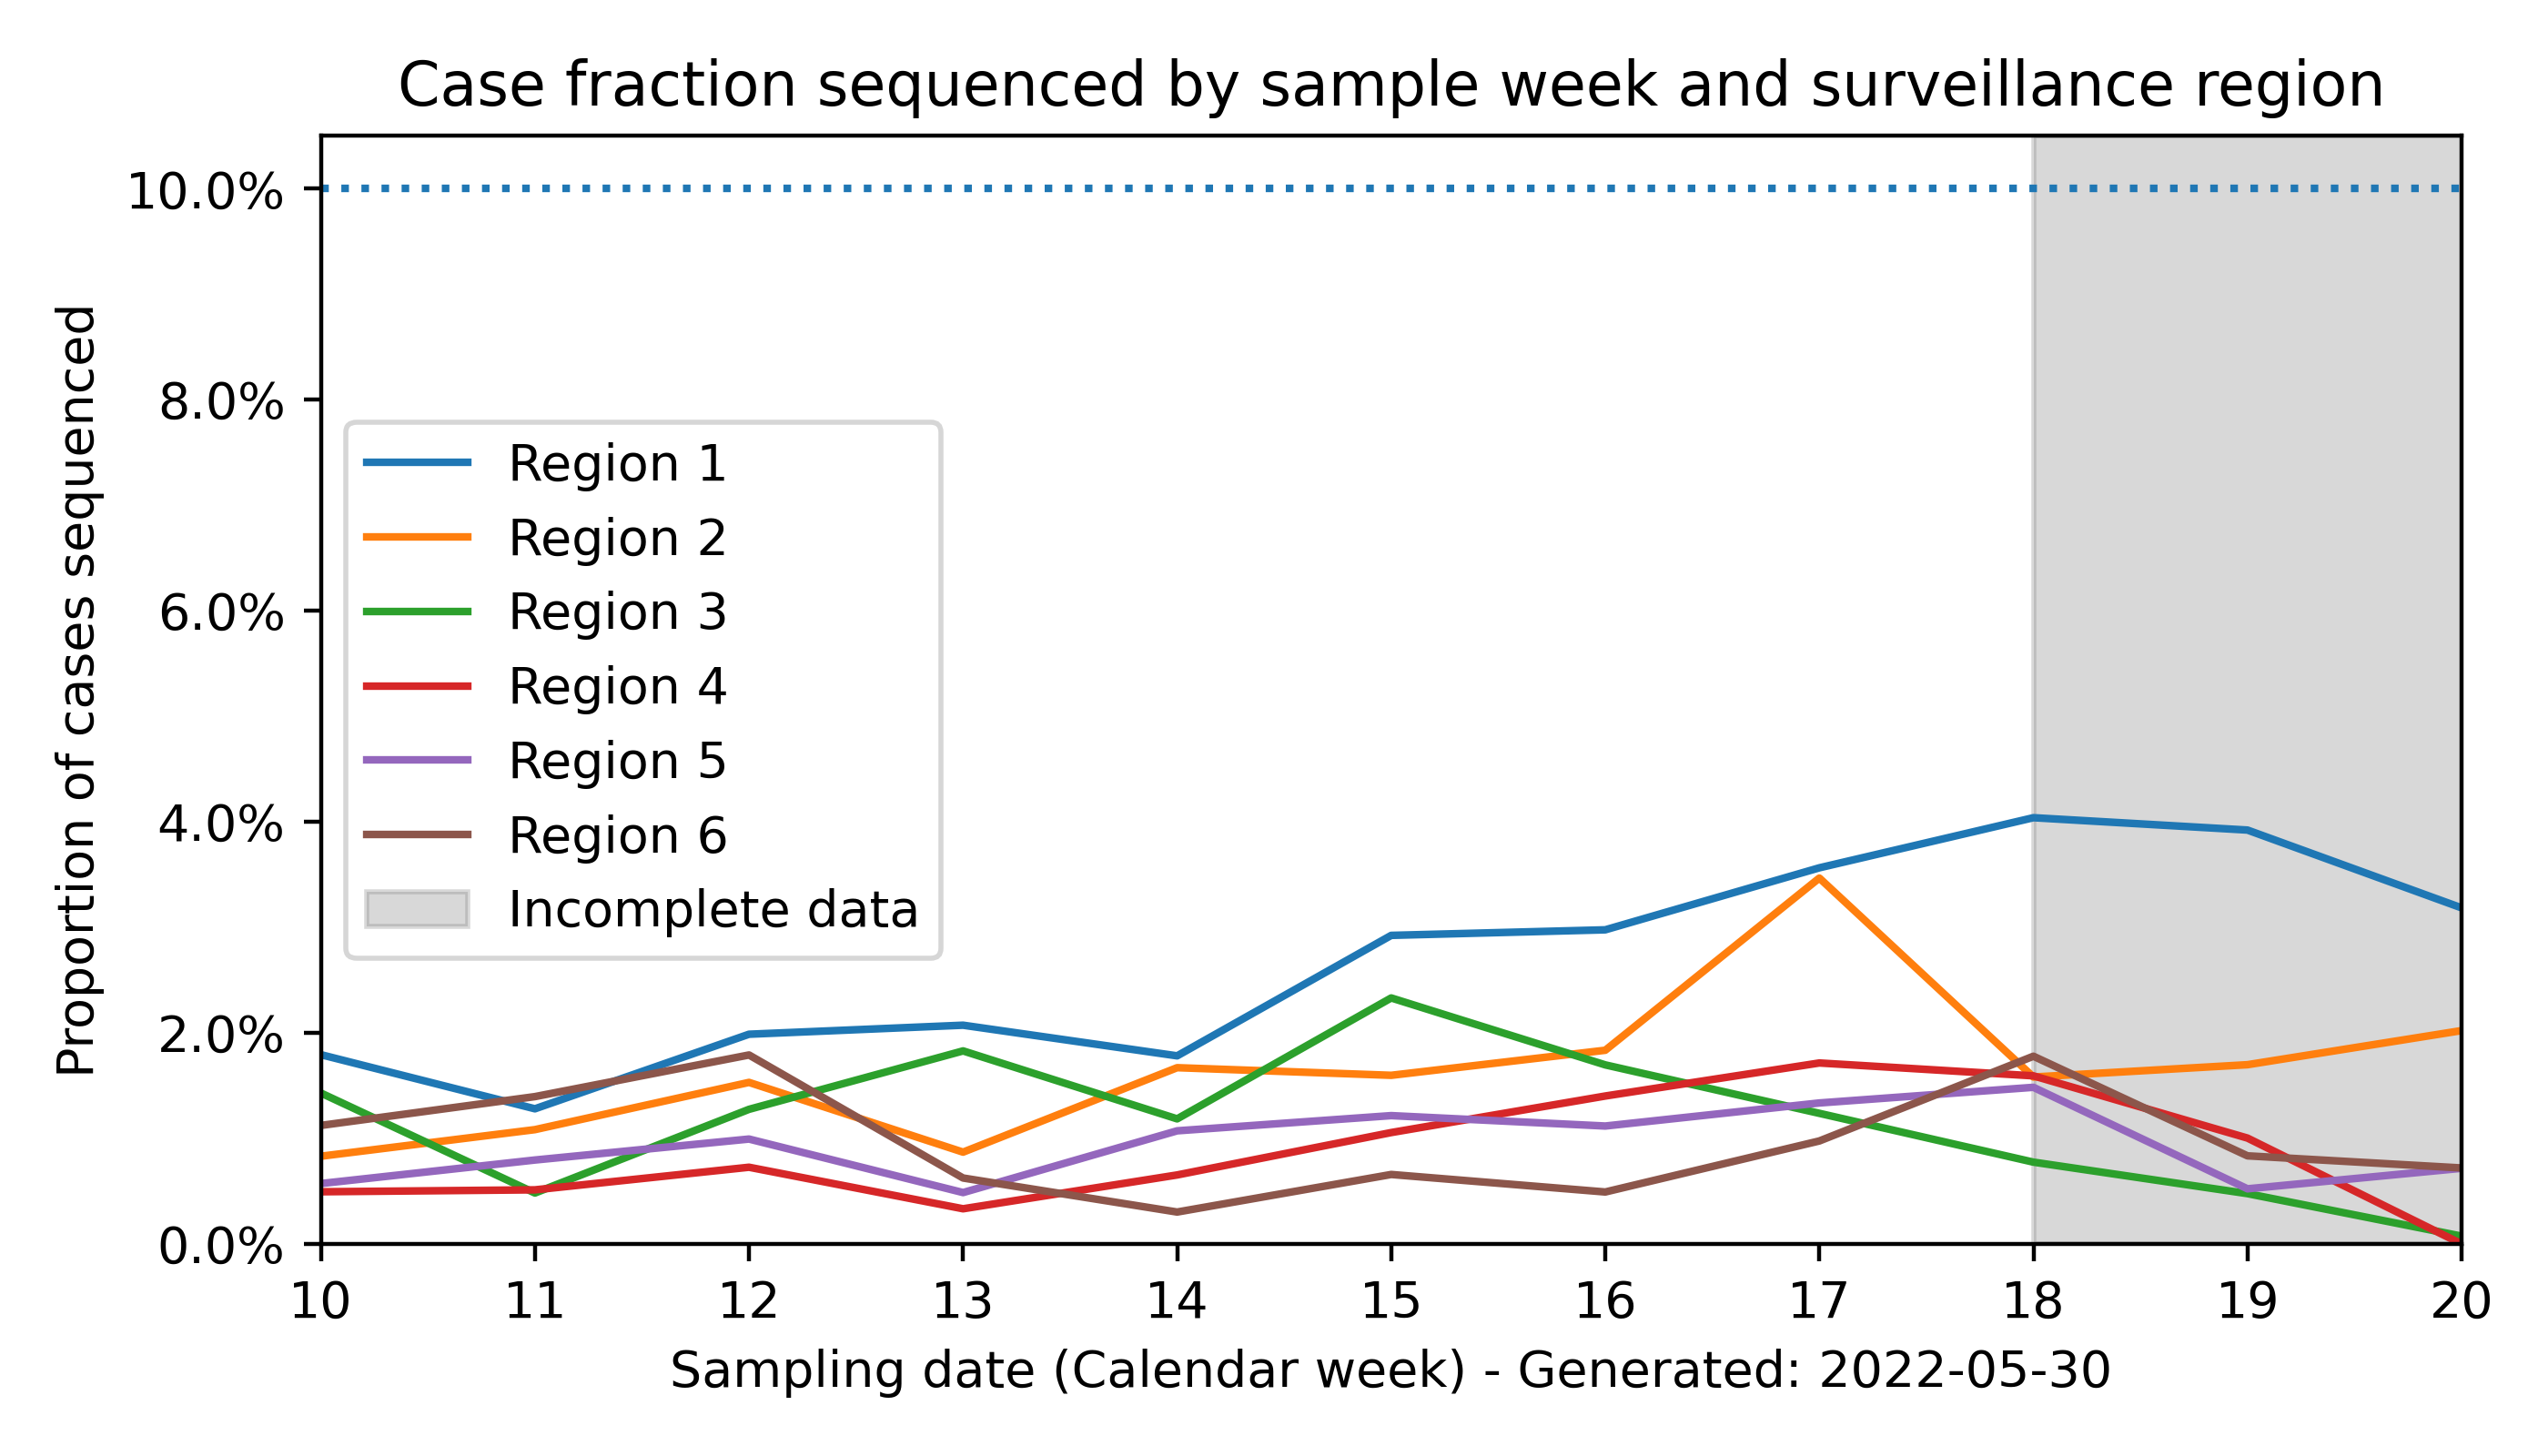 Case fraction sequenced by sample week and surveillance region
Proportion of cases sequenced
10.0%
8.0%
6.0%
4.0%
2.0%
0.0%
Region 1
Region 2
Region 3
Region 4
Region 5
Region 6
Incomplete data
10 11 12 13 14 15 16 17 18 19 20
Sampling date (Calendar week) - Generated: 2022-05-30